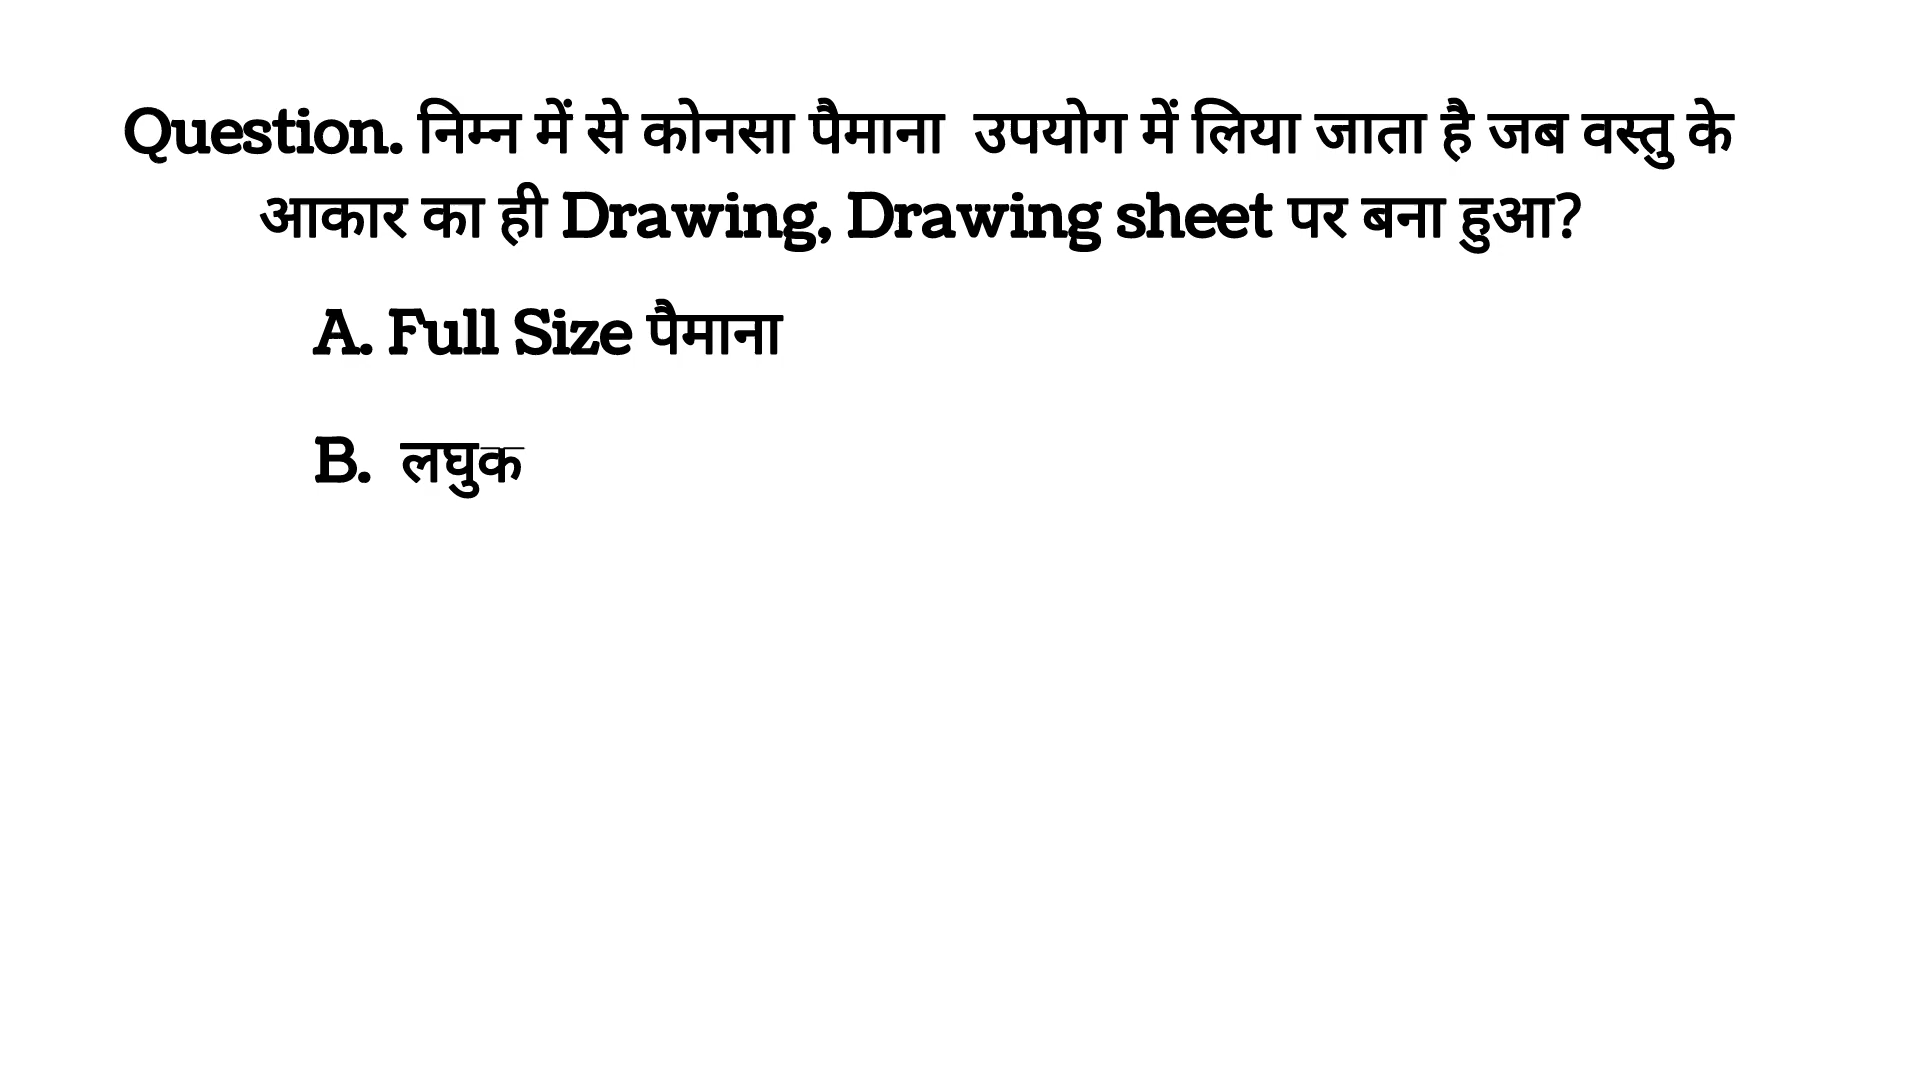 Question. निम्न में से कोनसा पैमाना उपयोग में लिया जाता है जब वस्तु के
आकार का ही Drawing, Drawing sheet पर बना हुआ?
A. Full Size पैमाना
B. लघुक